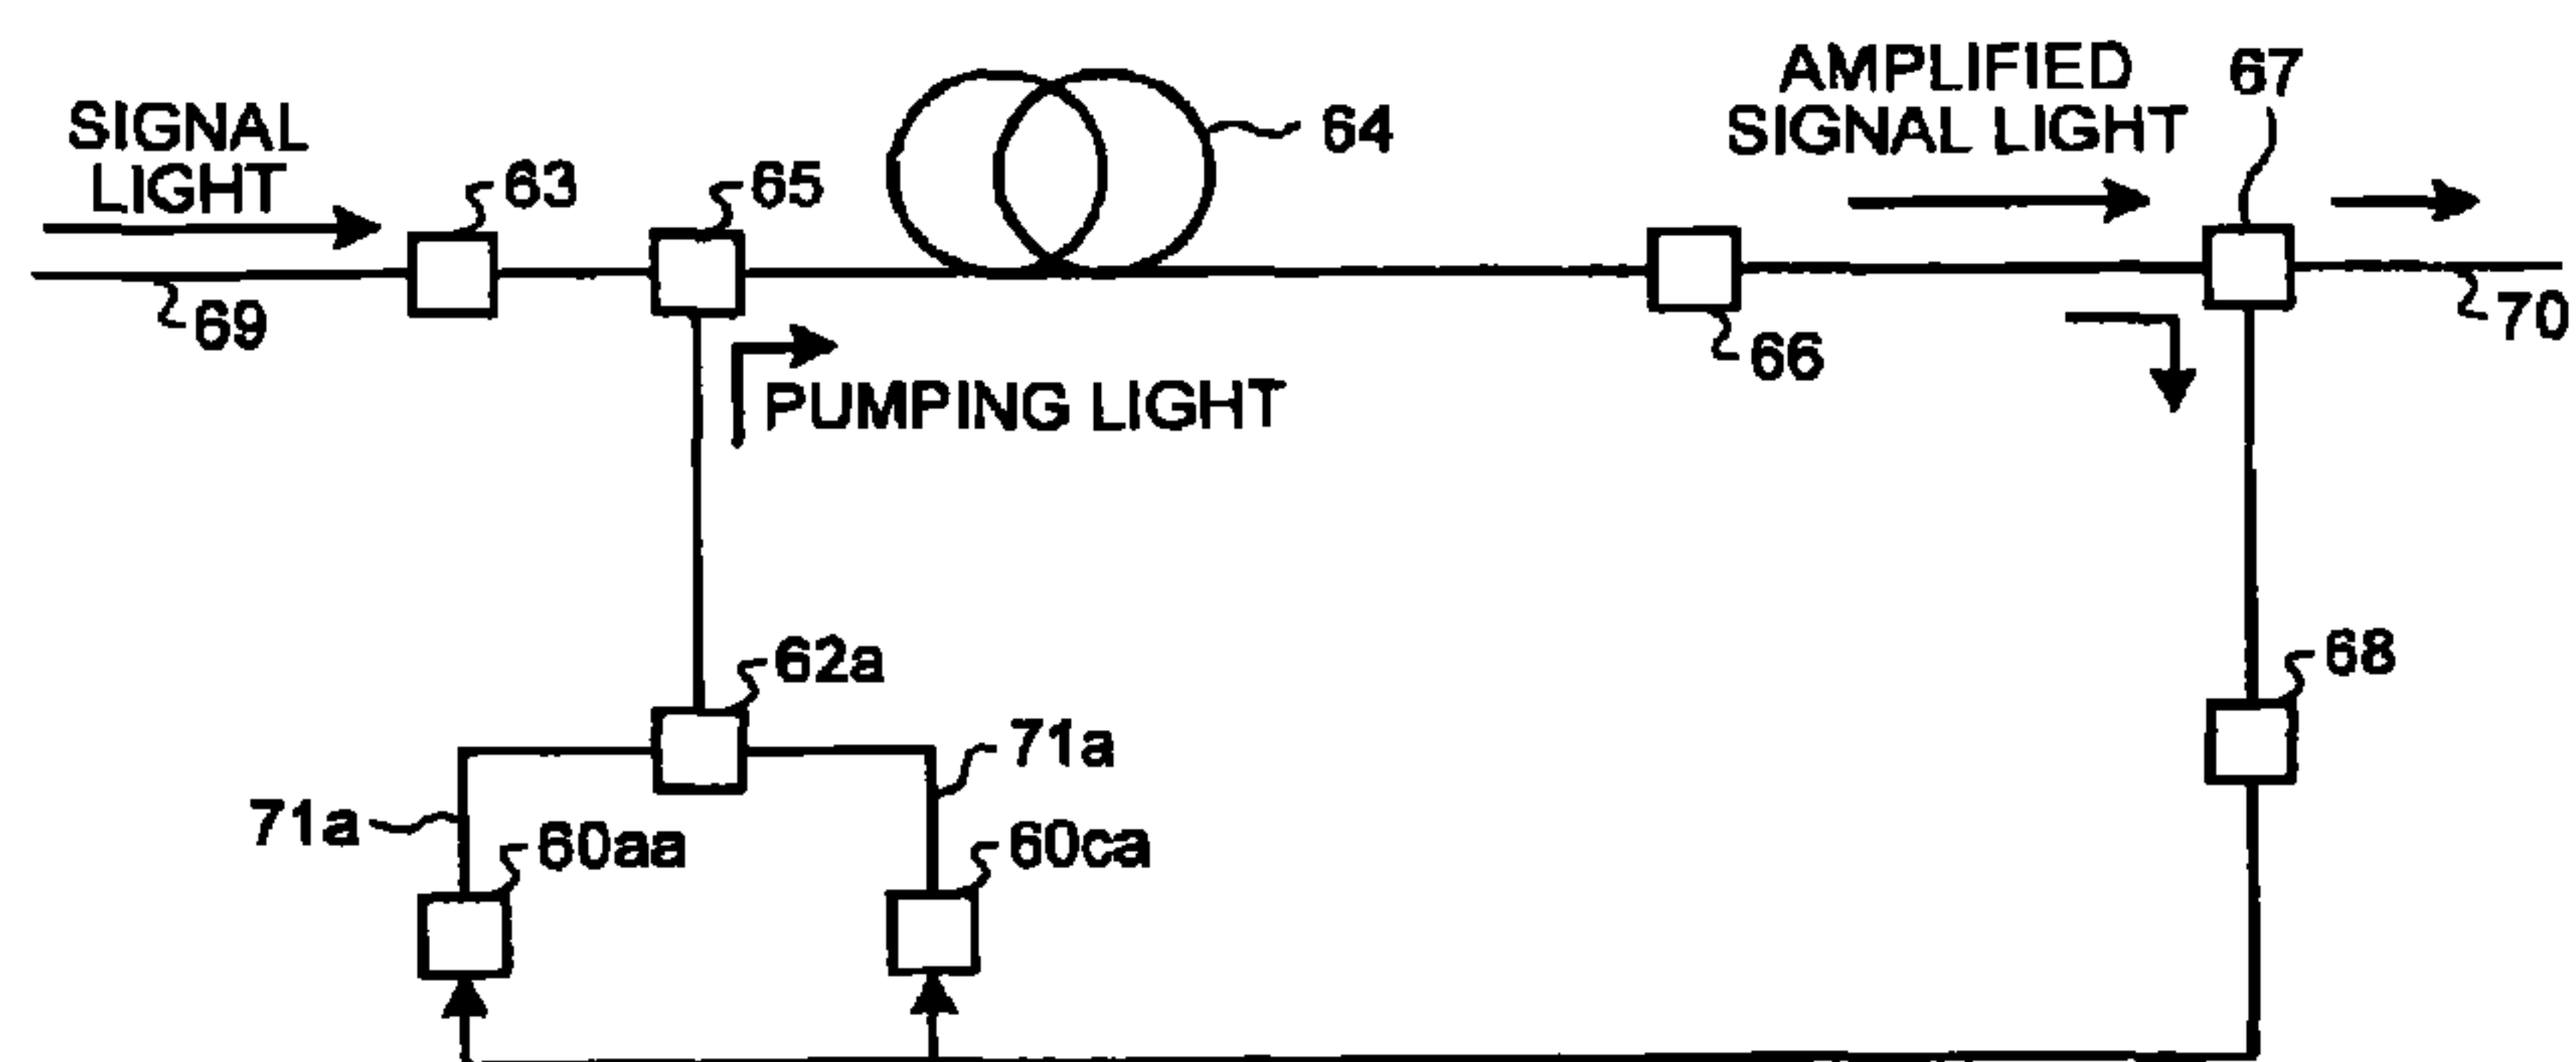 SIGNAL
LIGHT
63
65
64
AMPLIFIED
SIGNAL LIGHT
67
69
66
70
PUMPING LIGHT
62a
68
71a
71a
60aa
60ca